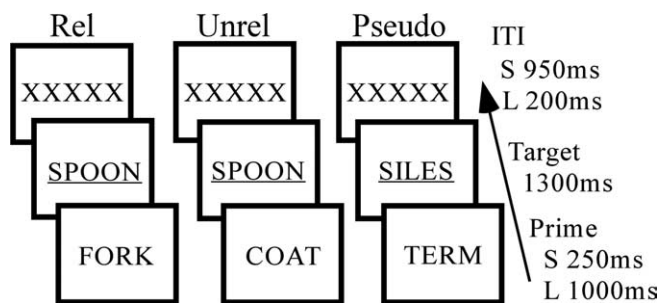 Rel Unrel Pseudo ITI
S 950ms
XXXXX XXXXX XXXXX
L 200ms
Target
SPOON SPOON SILES
1300ms
Prime
FORK COAT TERM
S 250ms
L 1000ms